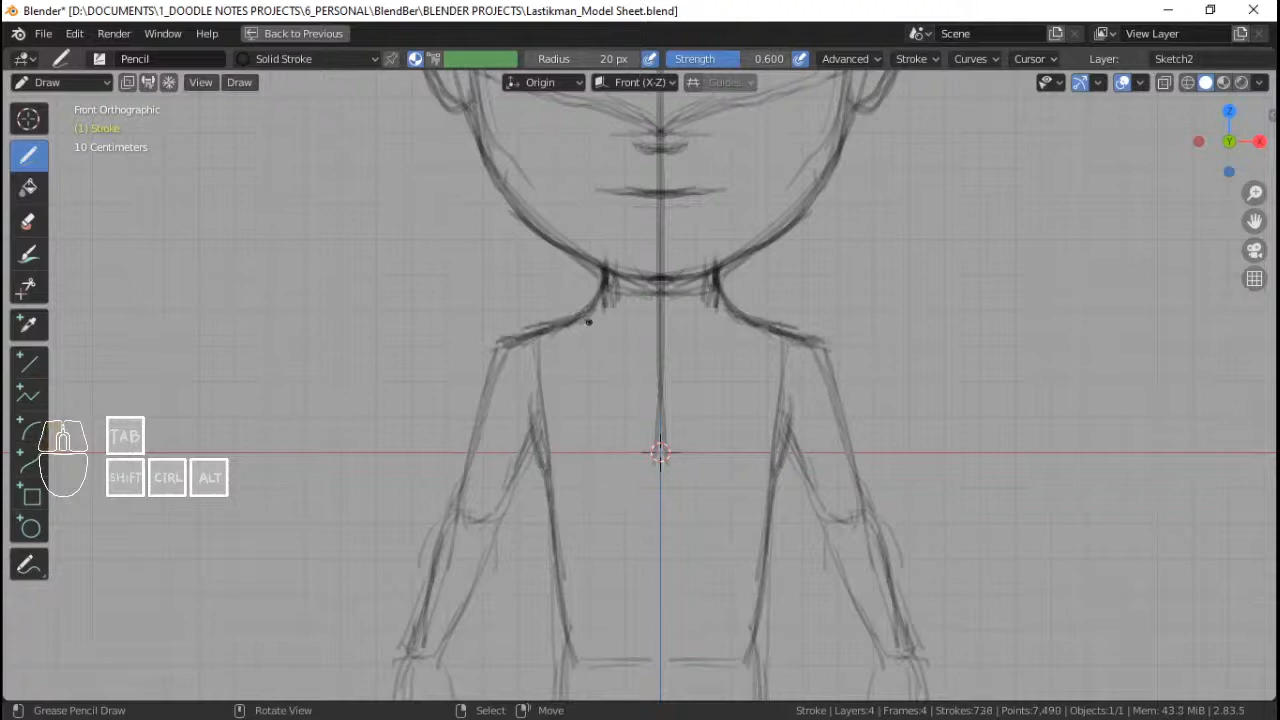 Blender* [D:\DOCUMENTS\1_DOODLE NOTES PROJECTS\6_PERSONAL\BlendBer\BLENDER PROJECTS\Lastikman_Model Sheet.blend]
File Edit Render Window Help Back to Previous Scene View Layer
Pencil Solid Stroke Radius 20 px Strength 0.600 Advanced Stroke Curves Cursor Layer: Sketch2
Draw View Draw Origin Front (X-Z) Guides
Front Orthographic
(1) Stroke
10 Centimeters
Z
Y
X
TAB
SHIFT CTRL ALT
Grease Pencil Draw Rotate View Select Move Stroke | Layers:4 | Frames:4 | Strokes:736 | Points:7,490 | Objects:1/1 | Mem: 43.3 MiB | 2.83.5